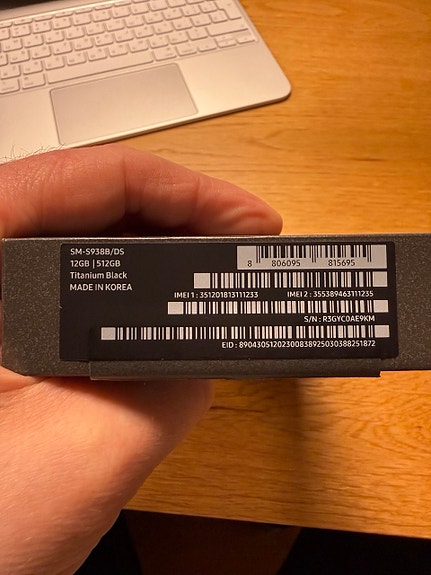 SM-S938B/DS
12GB | 512GB
Titanium Black
MADE IN KOREA
8 806095 815695
IMEI 1 : 351201813111233 IMEI 2 : 355389463111235
S/N : R3GYC0AE9KM
EID : 89043051202300838925030388251872